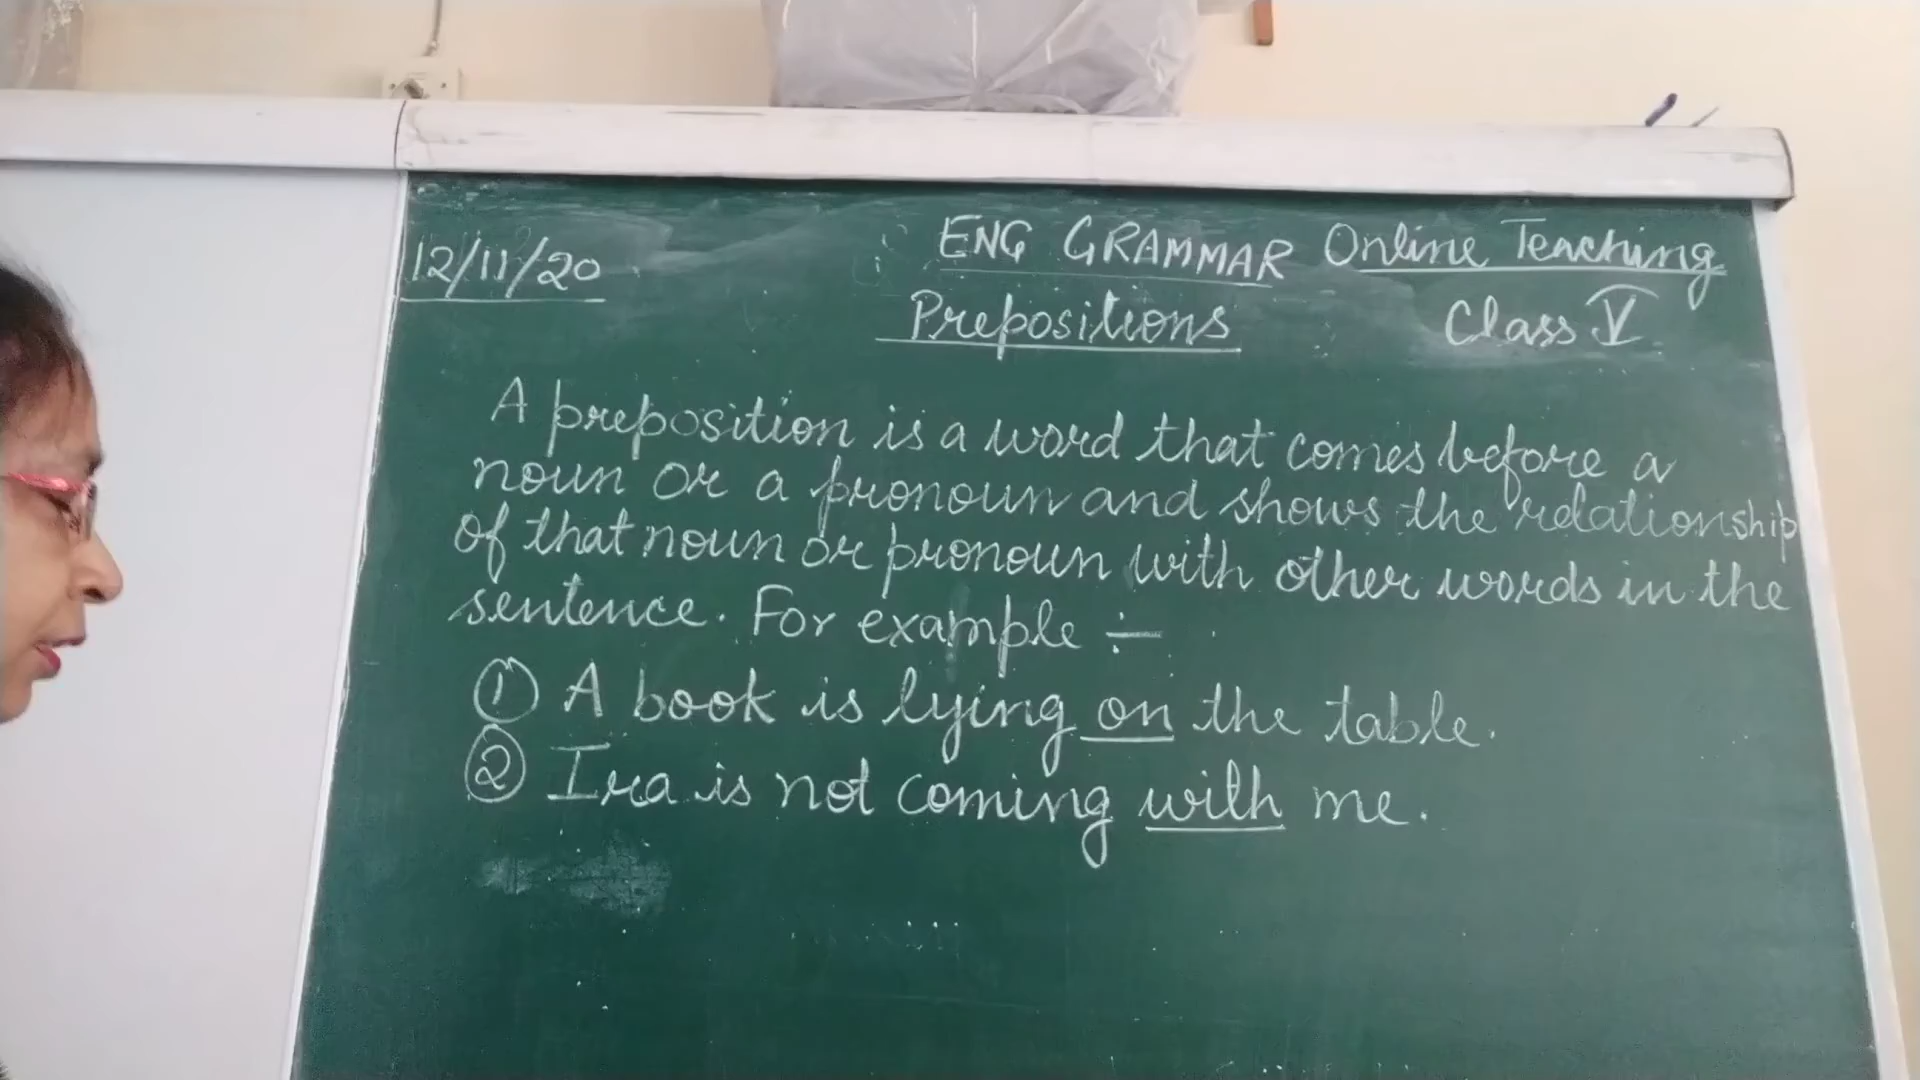 12/11/20
ENG GRAMMAR Online Teaching
Prepositions Class V
A preposition is a word that comes before a
noun or a pronoun and shows the relationship
of that noun or pronoun with other words in the
sentence. For example :-
① A book is lying on the table.
② Ira is not coming with me.